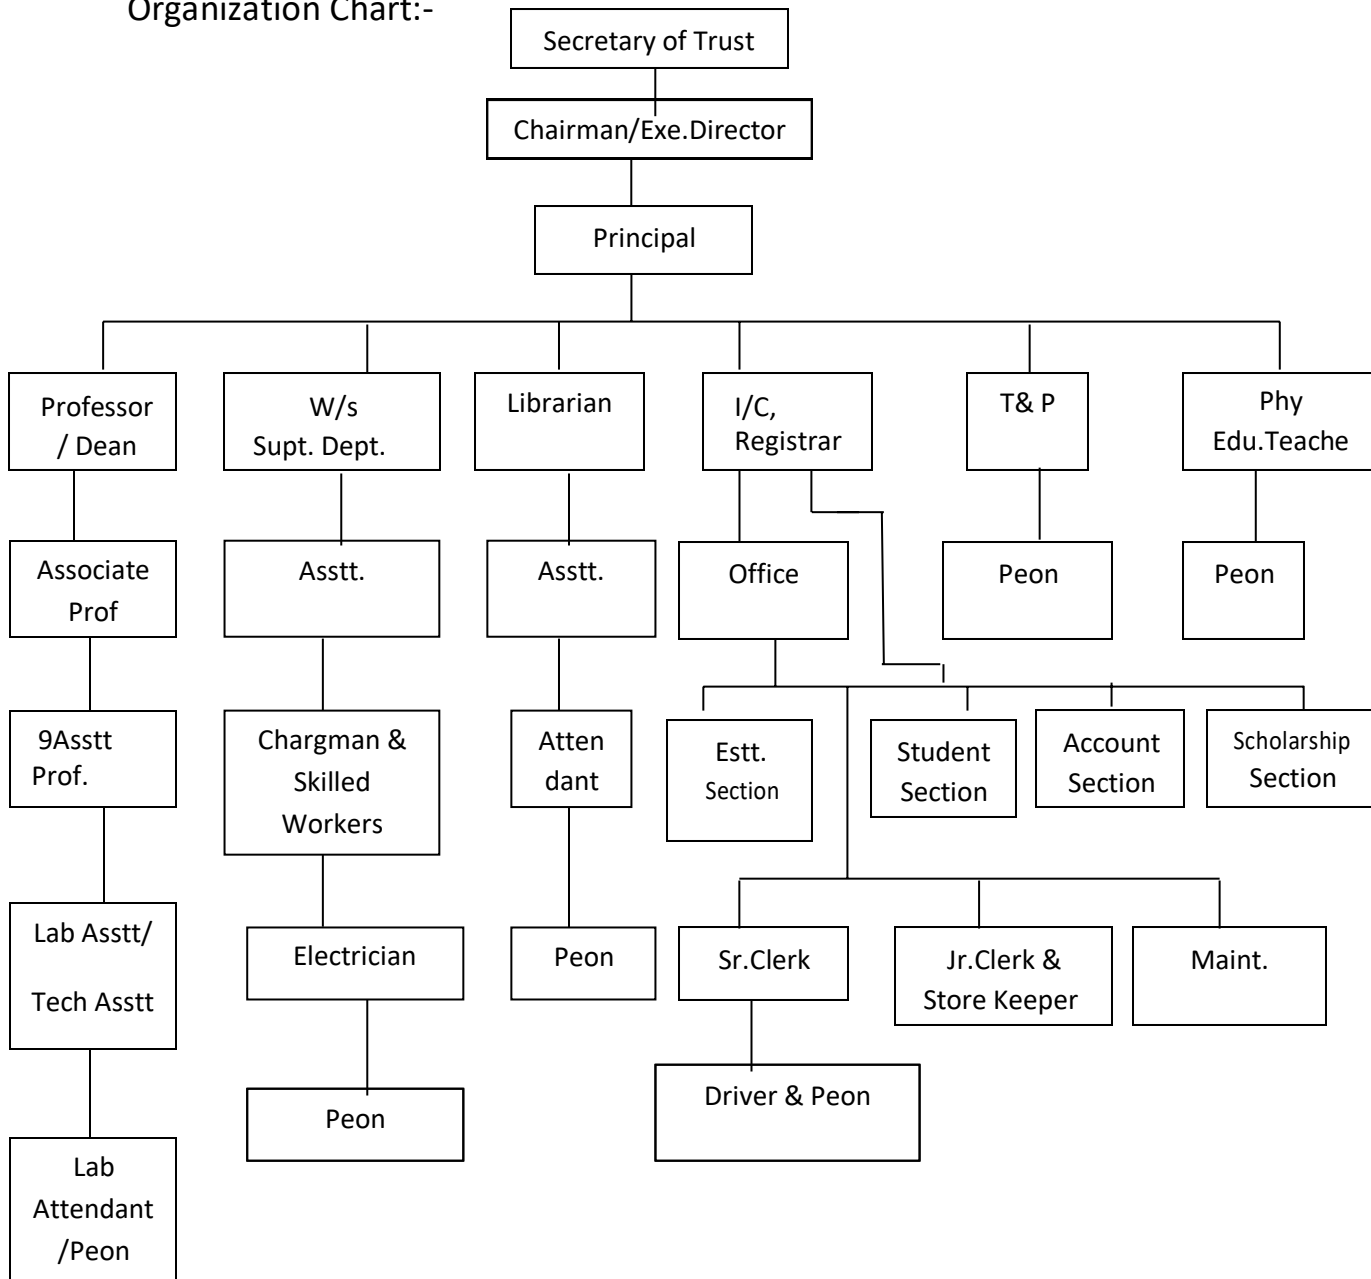 Organization Chart:-
Secretary of Trust
Chairman/Exe.Director
Principal
Professor
/ Dean
W/s
Supt. Dept.
Librarian
I/C,
Registrar
T& P
Phy
Edu.Teache
Associate
Prof
Asstt.
Asstt.
Office
Peon
Peon
9Asstt
Prof.
Chargman &
Skilled
Workers
Atten
dant
Estt.
Section
Student
Section
Account
Section
Scholarship
Section
Lab Asstt/
Tech Asstt
Electrician
Peon
Sr.Clerk
Jr.Clerk &
Store Keeper
Maint.
Peon
Driver & Peon
Lab
Attendant
/Peon